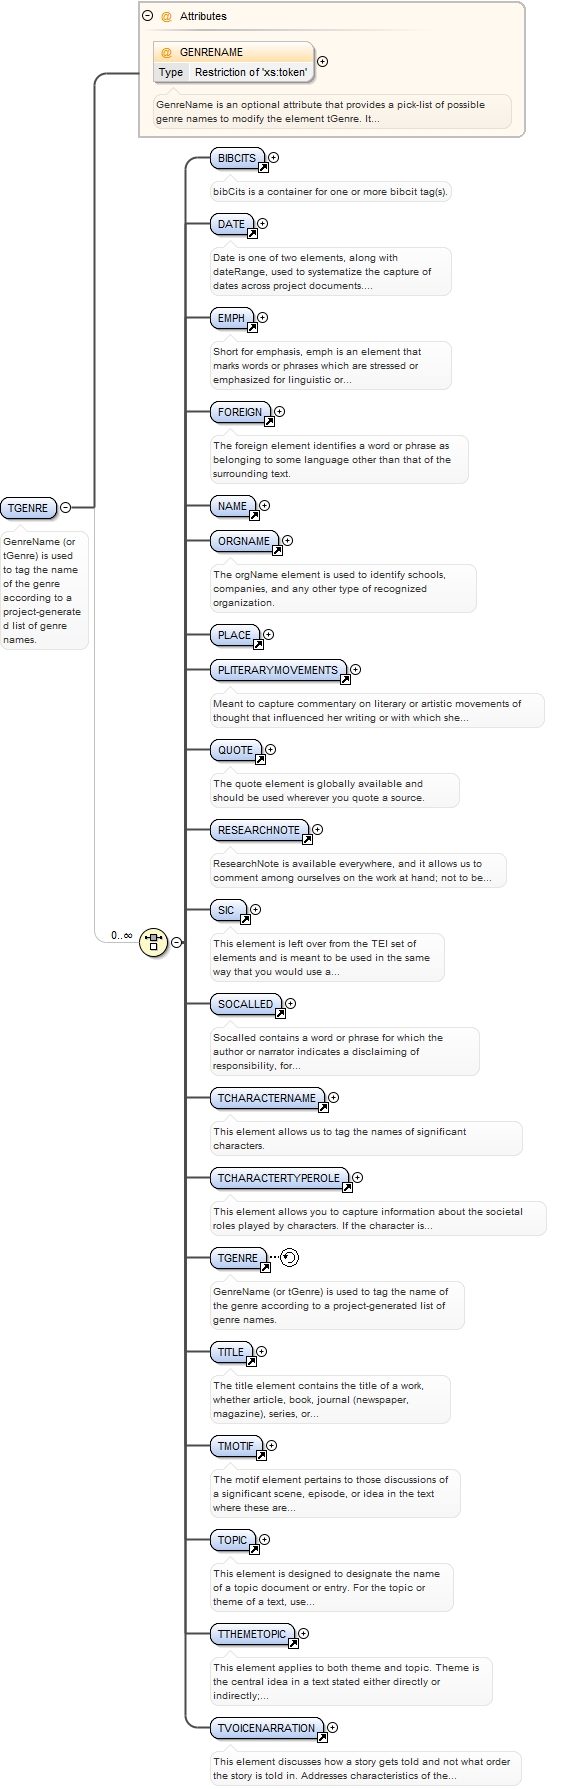 Attributes
GENRENAME
Type Restriction of 'xs:token'
GenreName is an optional attribute that provides a pick-list of possible
genre names to modify the element tGenre. It...
TGENRE
GenreName (or
tGenre) is used
to tag the name
of the genre
according to a
project-generate
d list of genre
names.
0..∞
BIBCITS
bibCits is a container for one or more bibcit tag(s).
DATE
Date is one of two elements, along with
dateRange, used to systematize the capture of
dates across project documents....
EMPH
Short for emphasis, emph is an element that
marks words or phrases which are stressed or
emphasized for linguistic or...
FOREIGN
The foreign element identifies a word or phrase as
belonging to some language other than that of the
surrounding text.
NAME
ORGNAME
The orgName element is used to identify schools,
companies, and any other type of recognized
organization.
PLACE
PLITERARYMOVEMENTS
Meant to capture commentary on literary or artistic movements of
thought that influenced her writing or with which she...
QUOTE
The quote element is globally available and
should be used wherever you quote a source.
RESEARCHNOTE
ResearchNote is available everywhere, and it allows us to
comment among ourselves on the work at hand; not to be...
SIC
This element is left over from the TEI set of
elements and is meant to be used in the same
way that you would use a...
SOCALLED
Socalled contains a word or phrase for which the
author or narrator indicates a disclaiming of
responsibility, for...
TCHARACTERNAME
This element allows us to tag the names of significant
characters.
TCHARACTERTYPEROLE
This element allows you to capture information about the societal
roles played by characters. If the character is...
TGENRE
GenreName (or tGenre) is used to tag the name of
the genre according to a project-generated list of
genre names.
TITLE
The title element contains the title of a work,
whether article, book, journal (newspaper,
magazine), series, or...
TMOTIF
The motif element pertains to those discussions of
a significant scene, episode, or idea in the text
where these are...
TOPIC
This element is designed to designate the name
of a topic document or entry. For the topic or
theme of a text, use...
TTHEMETOPIC
This element applies to both theme and topic. Theme is
the central idea in a text stated either directly or
indirectly;...
TVOICENARRATION
This element discusses how a story gets told and not what order
the story is told in. Addresses characteristics of the...